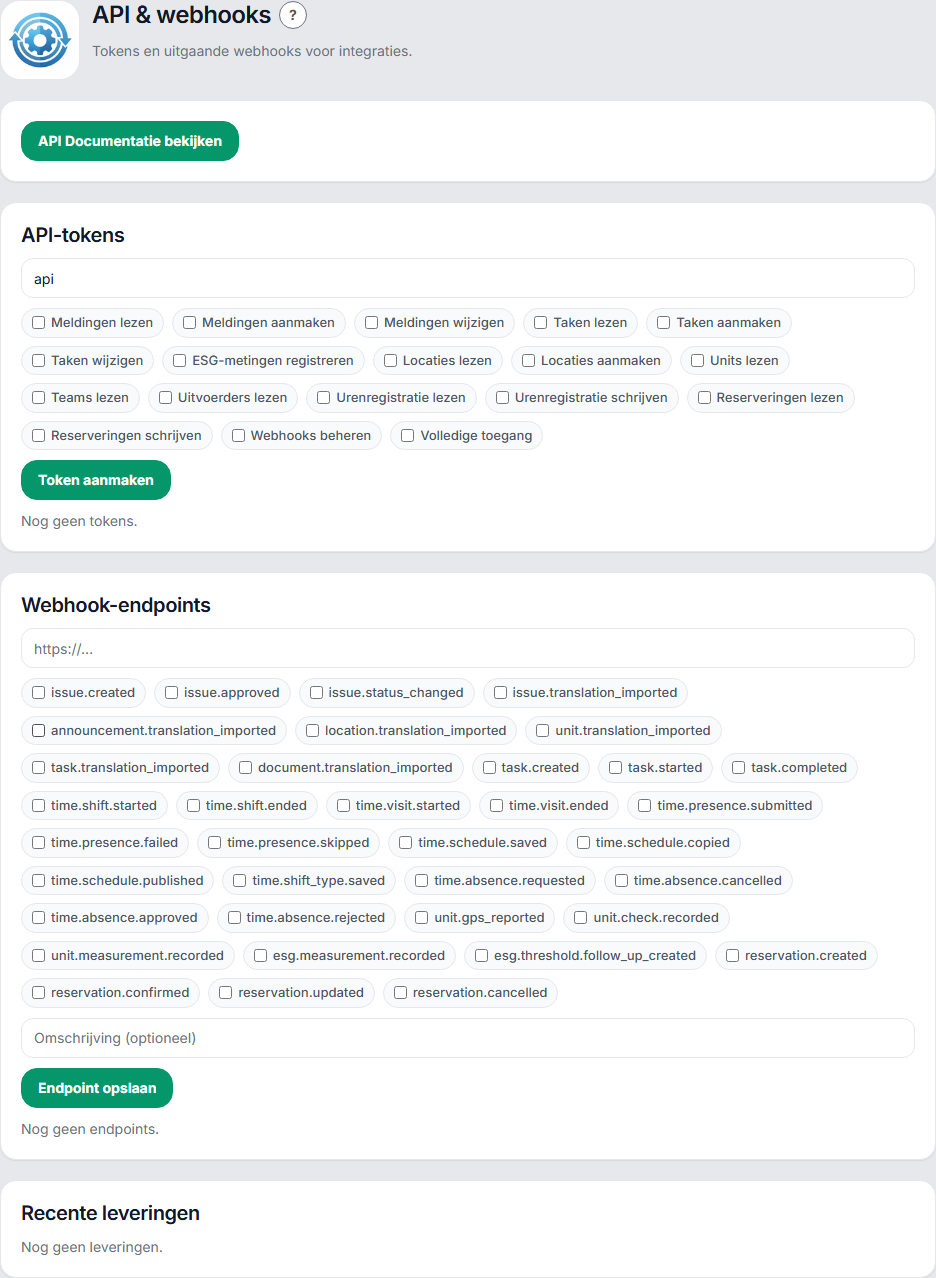 API & webhooks ?
Tokens en uitgaande webhooks voor integraties.
API Documentatie bekijken
API-tokens
api
Meldingen lezen Meldingen aanmaken Meldingen wijzigen Taken lezen Taken aanmaken
Taken wijzigen ESG-metingen registreren Locaties lezen Locaties aanmaken Units lezen
Teams lezen Uitvoerders lezen Urenregistratie lezen Urenregistratie schrijven Reserveringen lezen
Reserveringen schrijven Webhooks beheren Volledige toegang
Token aanmaken
Nog geen tokens.
Webhook-endpoints
https://...
issue.created issue.approved issue.status_changed issue.translation_imported
announcement.translation_imported location.translation_imported unit.translation_imported
task.translation_imported document.translation_imported task.created task.started task.completed
time.shift.started time.shift.ended time.visit.started time.visit.ended time.presence.submitted
time.presence.failed time.presence.skipped time.schedule.saved time.schedule.copied
time.schedule.published time.shift_type.saved time.absence.requested time.absence.cancelled
time.absence.approved time.absence.rejected unit.gps_reported unit.check.recorded
unit.measurement.recorded esg.measurement.recorded esg.threshold.follow_up_created reservation.created
reservation.confirmed reservation.updated reservation.cancelled
Omschrijving (optioneel)
Endpoint opslaan
Nog geen endpoints.
Recente leveringen
Nog geen leveringen.